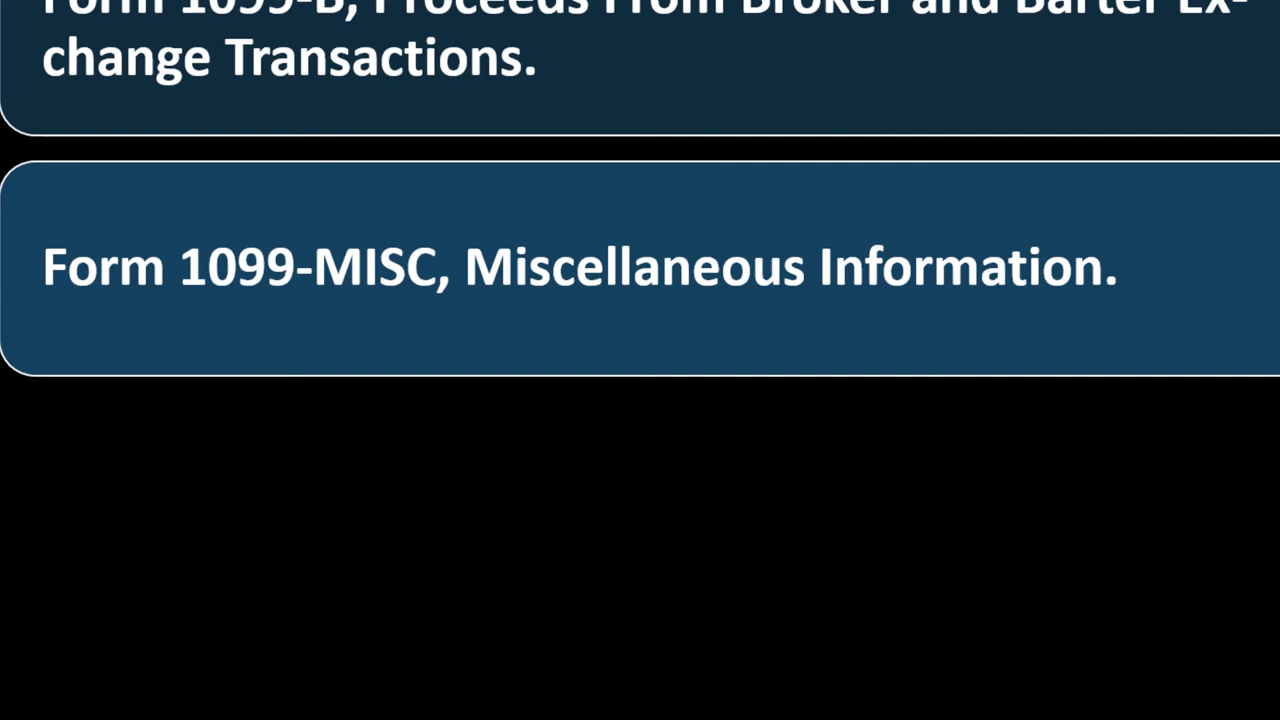 Form 1099-B, Proceeds From Broker and Barter Ex-
change Transactions.
Form 1099-MISC, Miscellaneous Information.